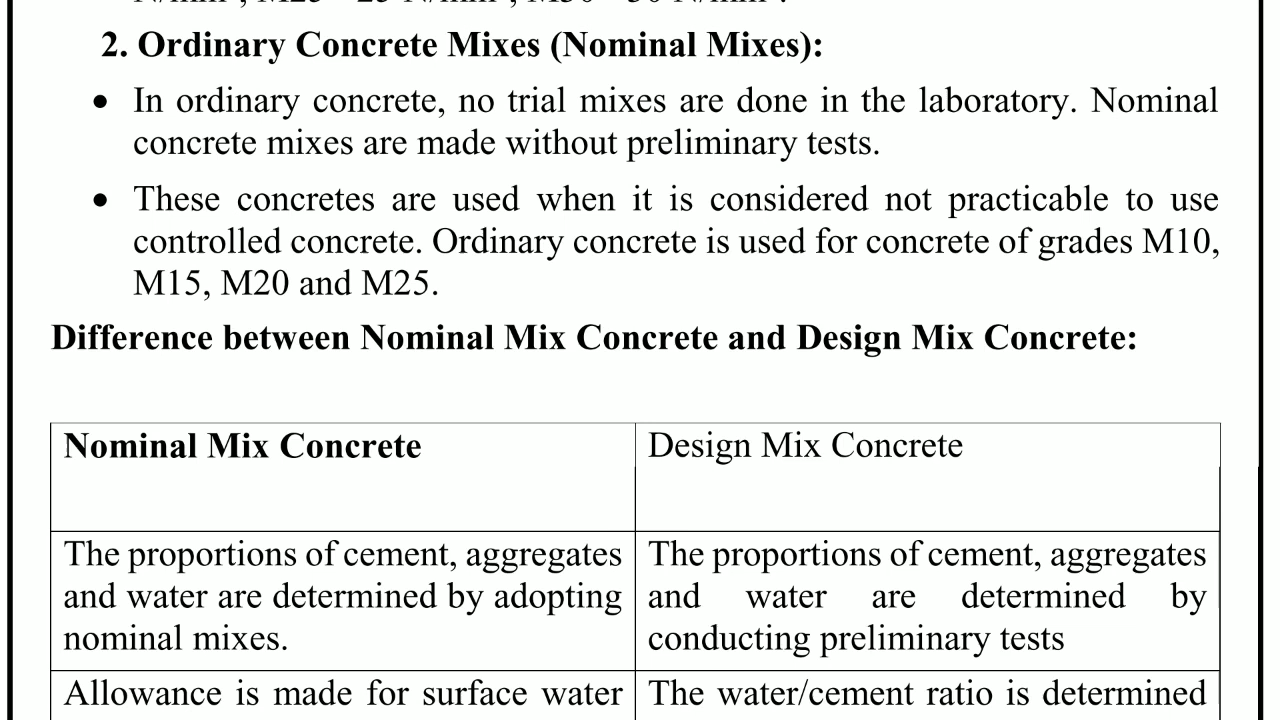 2. Ordinary Concrete Mixes (Nominal Mixes):
In ordinary concrete, no trial mixes are done in the laboratory. Nominal
concrete mixes are made without preliminary tests.
These concretes are used when it is considered not practicable to use
controlled concrete. Ordinary concrete is used for concrete of grades M10,
M15, M20 and M25.
Difference between Nominal Mix Concrete and Design Mix Concrete:
Nominal Mix Concrete
Design Mix Concrete
The proportions of cement, aggregates
and water are determined by adopting
nominal mixes.
The proportions of cement, aggregates
and water are determined by
conducting preliminary tests
Allowance is made for surface water
The water/cement ratio is determined